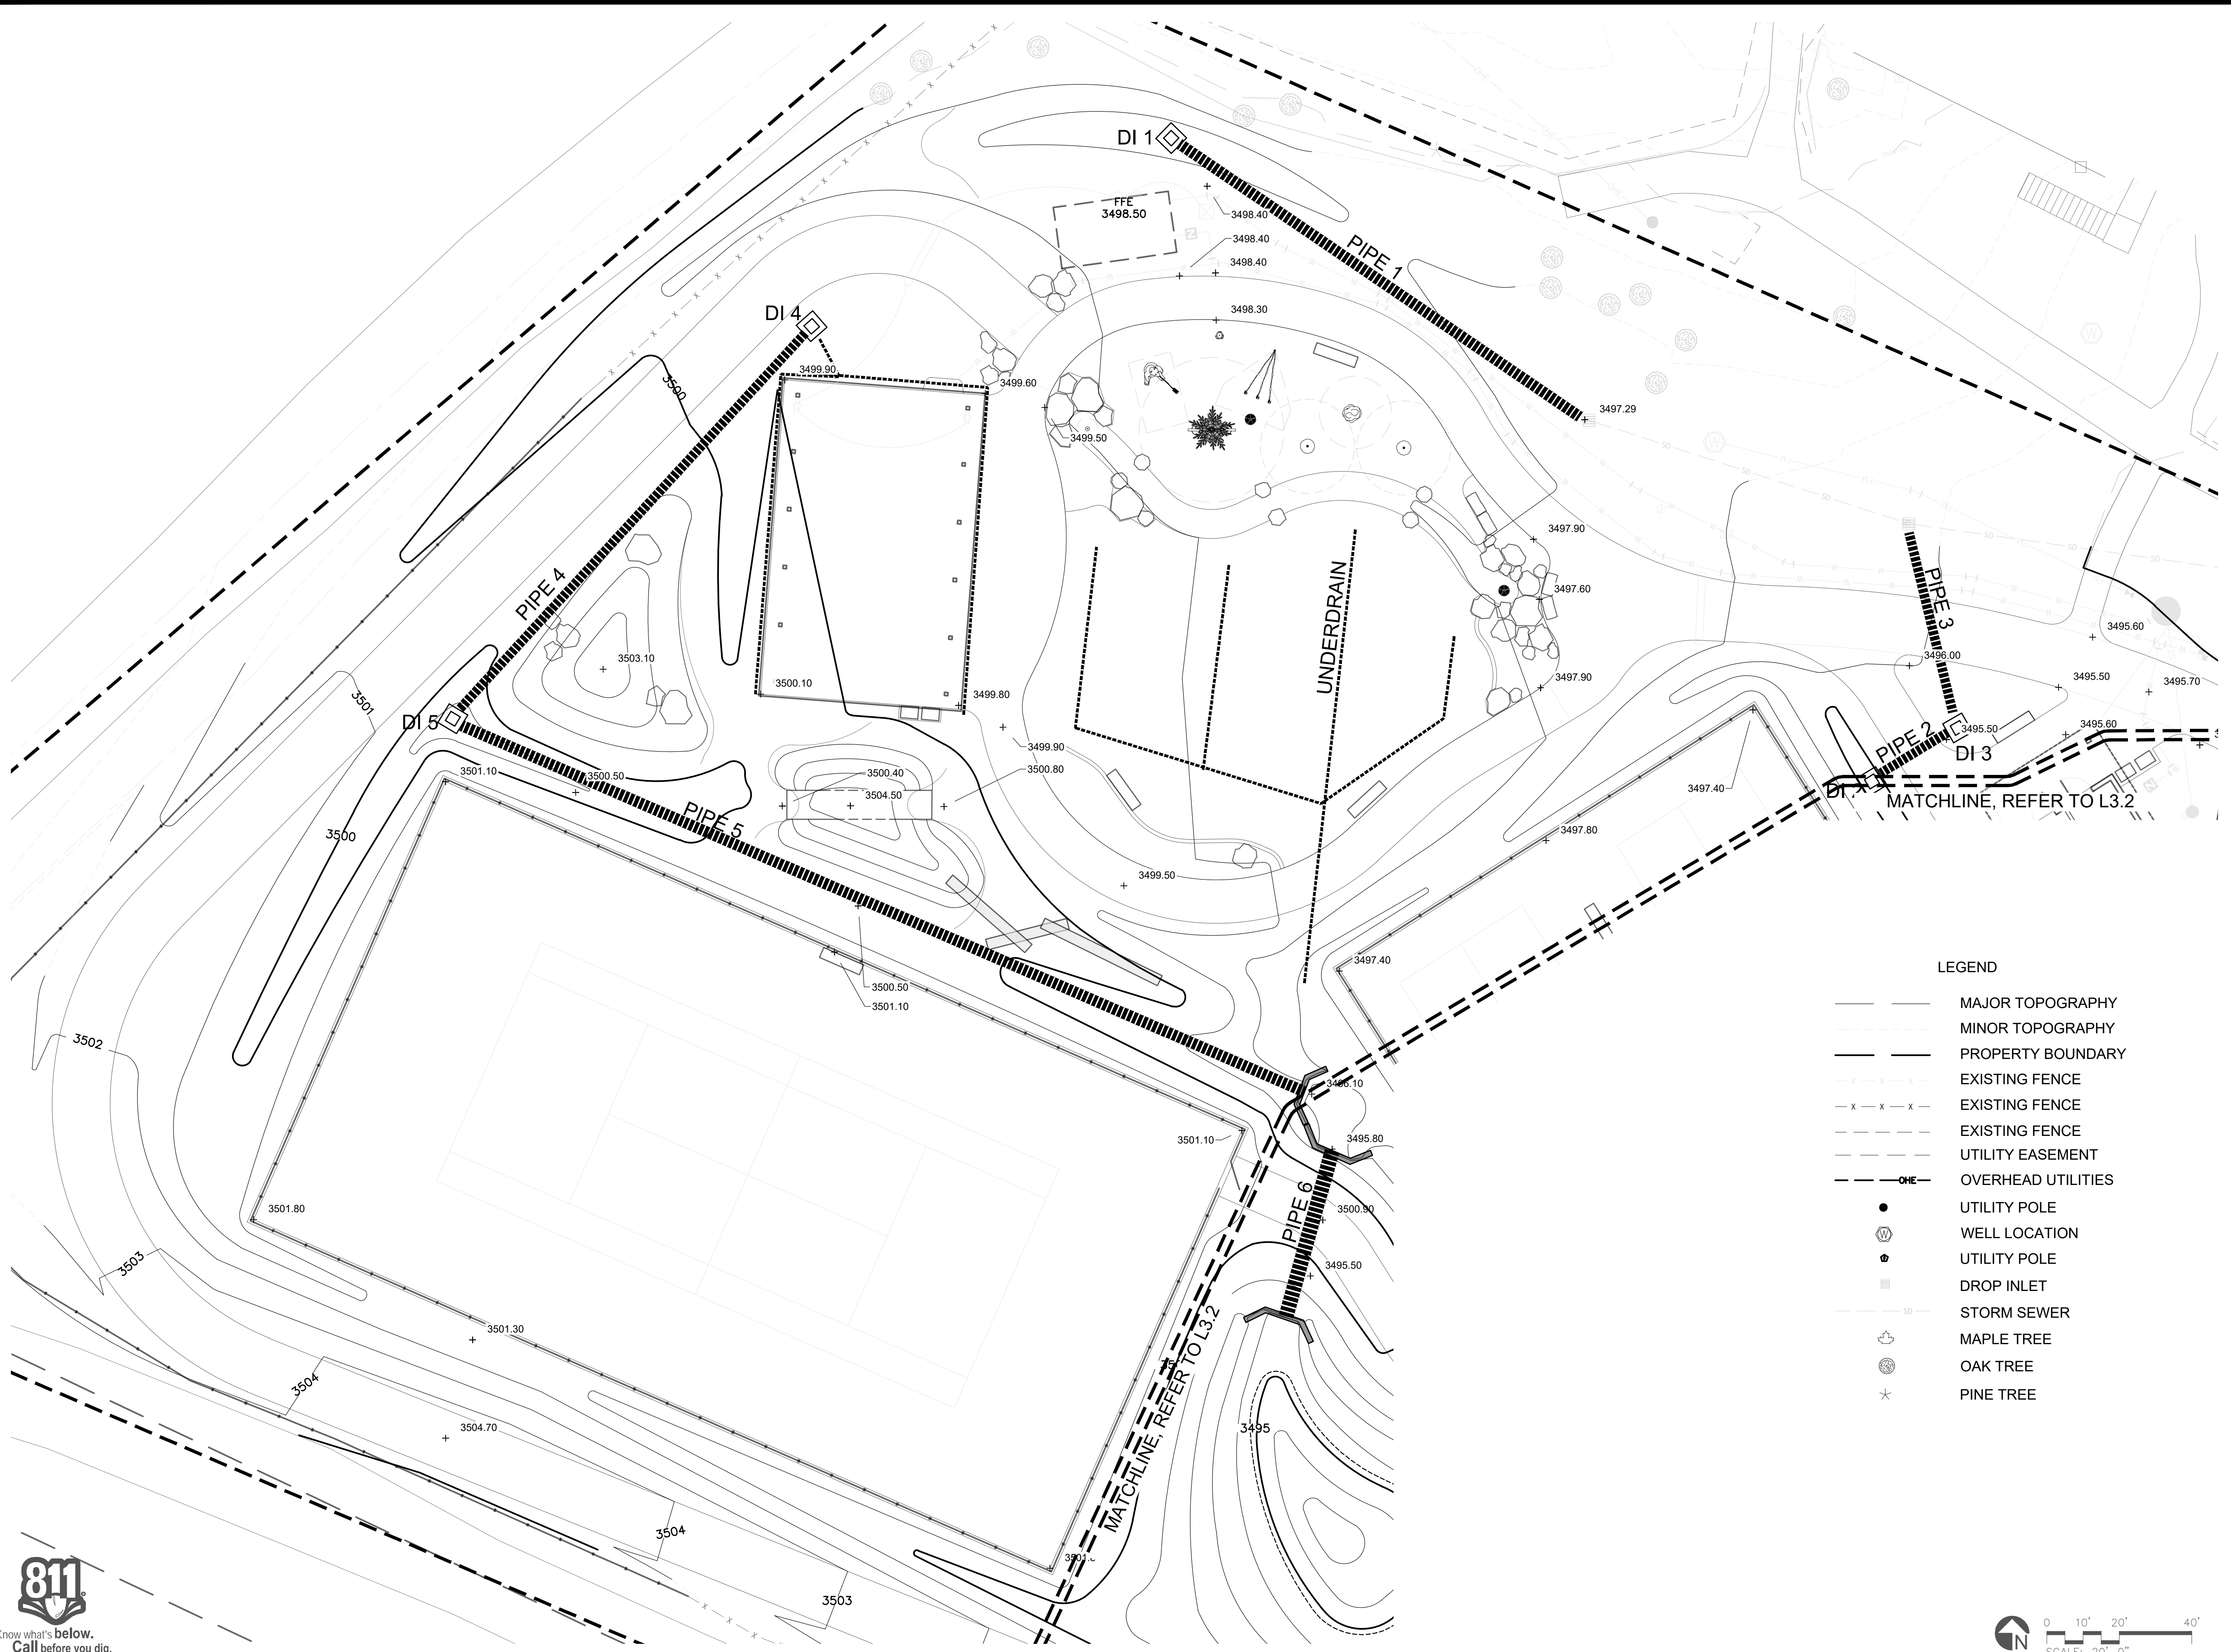 DI 1
FFE
3498.50
3498.40
3498.40
3498.40
3498.30
PIPE 1
DI 4
3499.90
3499.60
3500
3499.50
3497.29
3497.90
3497.60
3497.90
UNDERDRAIN
PIPE 4
3503.10
3500.10
3499.80
3499.90
3500.80
3501
DI 5
3501.10
3500.50
3500.40
3504.50
PIPE 5
3500
3499.50
3500.50
3501.10
PIPE 3
3496.00
3495.60
3495.50
3495.70
3495.60
3495.50
PIPE 2
DI 3
MATCHLINE, REFER TO L3.2
3497.40
3497.80
3497.40
3502
3496.10
3495.80
3501.10
PIPE 6
3500.90
3495.50
3501.80
3503
3501.30
3504
3504.70
3504
3503
MATCHLINE, REFER TO L3.2
3495
LEGEND
MAJOR TOPOGRAPHY
MINOR TOPOGRAPHY
PROPERTY BOUNDARY
EXISTING FENCE
EXISTING FENCE
EXISTING FENCE
UTILITY EASEMENT
OHE OVERHEAD UTILITIES
UTILITY POLE
W WELL LOCATION
UTILITY POLE
DROP INLET
SD STORM SEWER
MAPLE TREE
OAK TREE
PINE TREE
811
Know what's below.
Call before you dig.
N
0 10' 20' 40'